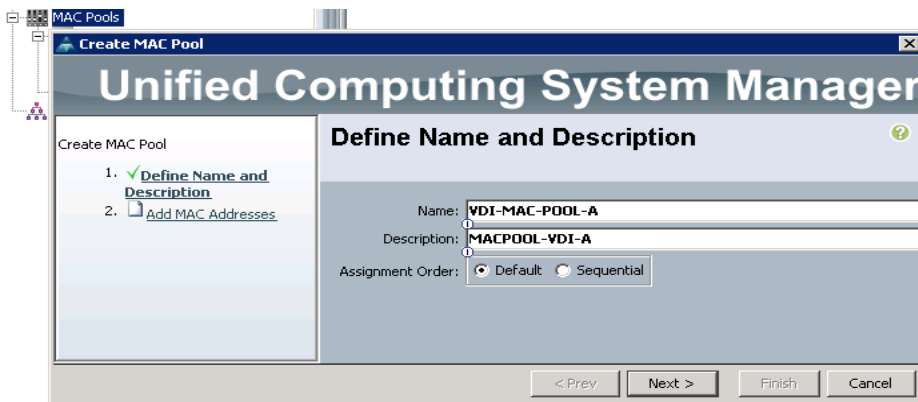 MAC Pools
Create MAC Pool
Unified Computing System Manager
Create MAC Pool
1. Define Name and
Description
2. Add MAC Addresses
Define Name and Description
Name: VDI-MAC-POOL-A
Description: MACPOOL-VDI-A
Assignment Order: Default Sequential
< Prev Next > Finish Cancel